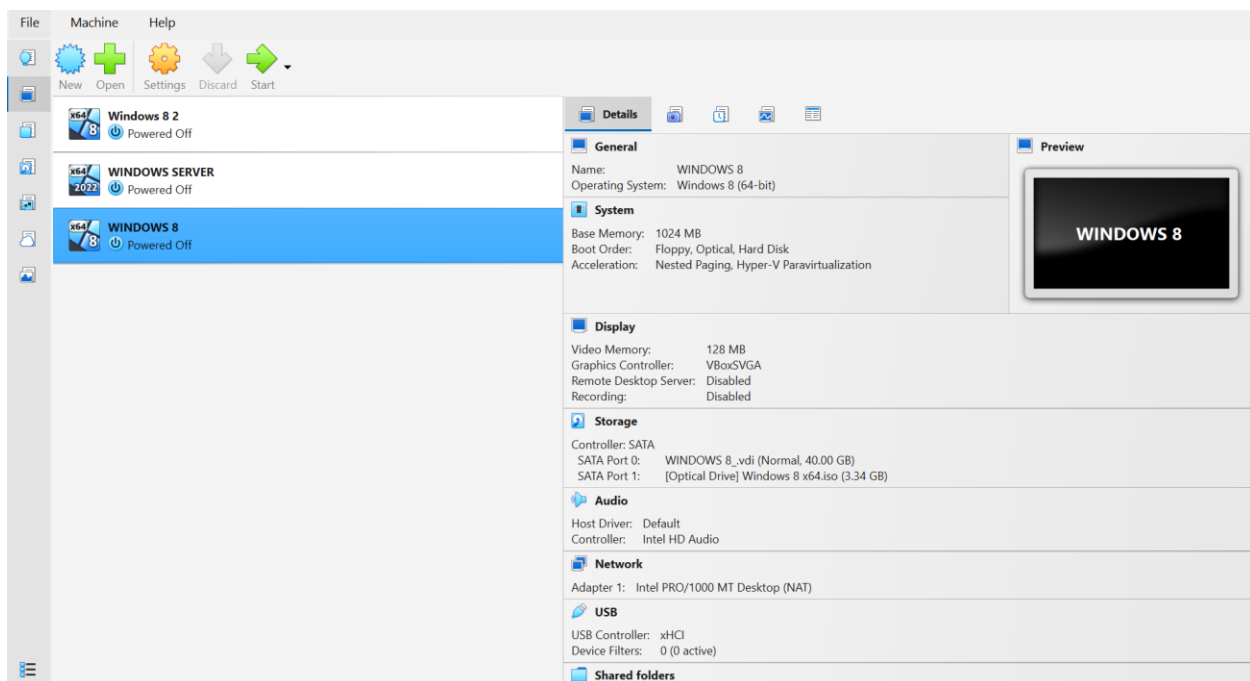 File Machine Help
New Open Settings Discard Start
x64 8 Windows 8 2
Powered Off
x64 2022 WINDOWS SERVER
Powered Off
x64 8 WINDOWS 8
Powered Off
Details
General
Name: WINDOWS 8
Operating System: Windows 8 (64-bit)
System
Base Memory: 1024 MB
Boot Order: Floppy, Optical, Hard Disk
Acceleration: Nested Paging, Hyper-V Paravirtualization
Preview
WINDOWS 8
Display
Video Memory: 128 MB
Graphics Controller: VBoxSVGA
Remote Desktop Server: Disabled
Recording: Disabled
Storage
Controller: SATA
SATA Port 0: WINDOWS 8_.vdi (Normal, 40.00 GB)
SATA Port 1: [Optical Drive] Windows 8 x64.iso (3.34 GB)
Audio
Host Driver: Default
Controller: Intel HD Audio
Network
Adapter 1: Intel PRO/1000 MT Desktop (NAT)
USB
USB Controller: xHCI
Device Filters: 0 (0 active)
Shared folders